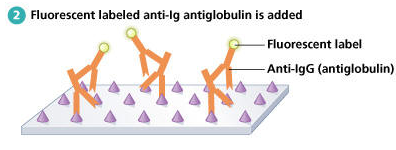 2 Fluorescent labeled anti-Ig antiglobulin is added
Fluorescent label
Anti-IgG (antiglobulin)